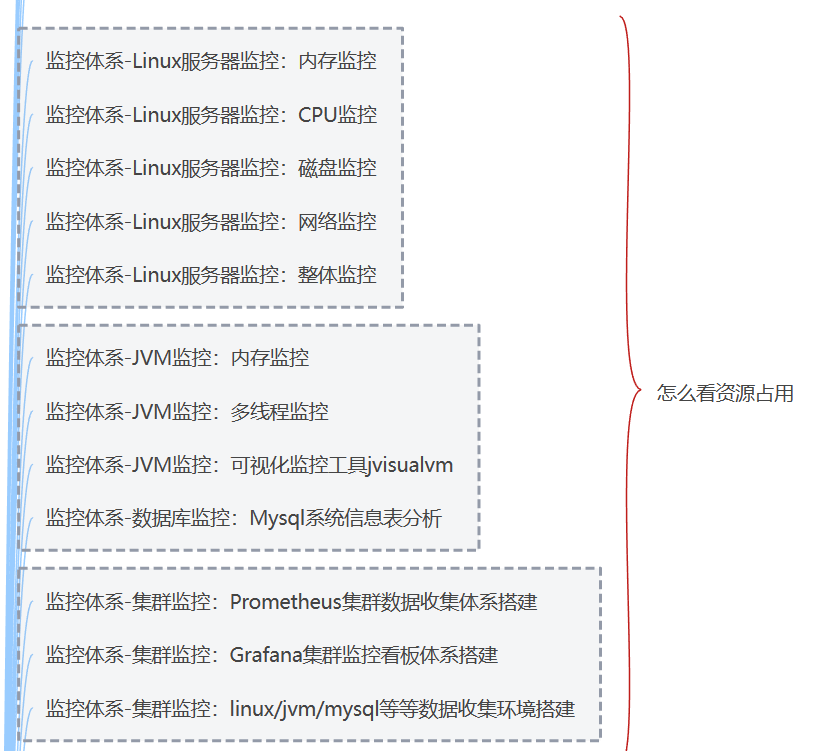 监控体系-Linux服务器监控：内存监控
监控体系-Linux服务器监控：CPU监控
监控体系-Linux服务器监控：磁盘监控
监控体系-Linux服务器监控：网络监控
监控体系-Linux服务器监控：整体监控
监控体系-JVM监控：内存监控
监控体系-JVM监控：多线程监控
监控体系-JVM监控：可视化监控工具jvisualvm
监控体系-数据库监控：Mysql系统信息表分析
监控体系-集群监控：Prometheus集群数据收集体系搭建
监控体系-集群监控：Grafana集群监控看板体系搭建
监控体系-集群监控：linux/jvm/mysql等等数据收集环境搭建
怎么看资源占用